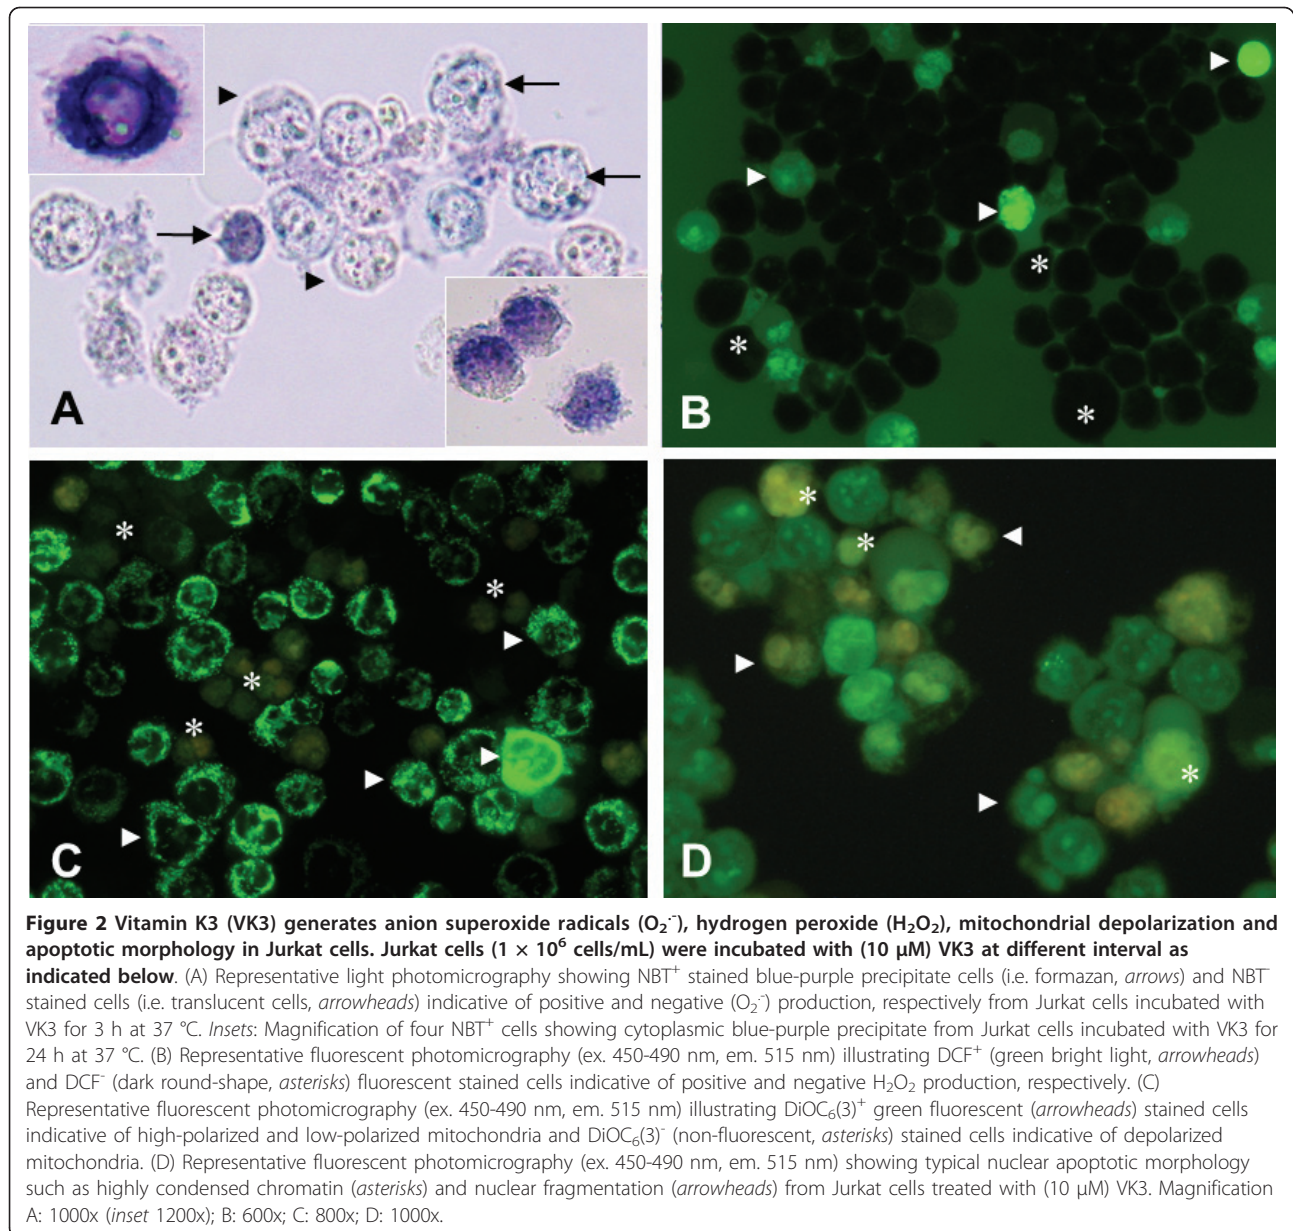 A
B
C
D
Figure 2 Vitamin K3 (VK3) generates anion superoxide radicals (O₂·⁻), hydrogen peroxide (H₂O₂), mitochondrial depolarization and
apoptotic morphology in Jurkat cells. Jurkat cells (1 × 10⁶ cells/mL) were incubated with (10 μM) VK3 at different interval as
indicated below. (A) Representative light photomicrography showing NBT⁺ stained blue-purple precipitate cells (i.e. formazan, arrows) and NBT⁻
stained cells (i.e. translucent cells, arrowheads) indicative of positive and negative (O₂·⁻) production, respectively from Jurkat cells incubated with
VK3 for 3 h at 37 °C. Insets: Magnification of four NBT⁺ cells showing cytoplasmic blue-purple precipitate from Jurkat cells incubated with VK3 for
24 h at 37 °C. (B) Representative fluorescent photomicrography (ex. 450-490 nm, em. 515 nm) illustrating DCF⁺ (green bright light, arrowheads)
and DCF⁻ (dark round-shape, asterisks) fluorescent stained cells indicative of positive and negative H₂O₂ production, respectively. (C)
Representative fluorescent photomicrography (ex. 450-490 nm, em. 515 nm) illustrating DiOC₆(3)⁺ green fluorescent (arrowheads) stained cells
indicative of high-polarized and low-polarized mitochondria and DiOC₆(3)⁻ (non-fluorescent, asterisks) stained cells indicative of depolarized
mitochondria. (D) Representative fluorescent photomicrography (ex. 450-490 nm, em. 515 nm) showing typical nuclear apoptotic morphology
such as highly condensed chromatin (asterisks) and nuclear fragmentation (arrowheads) from Jurkat cells treated with (10 μM) VK3. Magnification
A: 1000x (inset 1200x); B: 600x; C: 800x; D: 1000x.